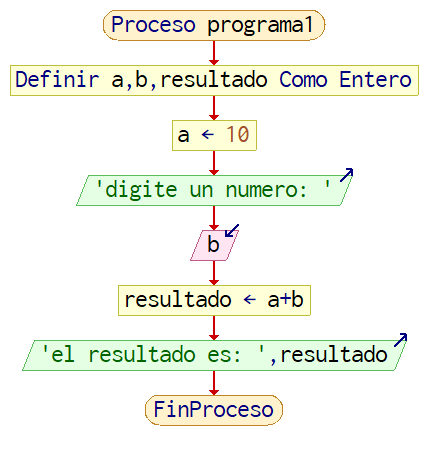 Proceso programa1
Definir a,b,resultado Como Entero
a ← 10
'digite un numero: '
b
resultado ← a+b
'el resultado es: ',resultado
FinProceso